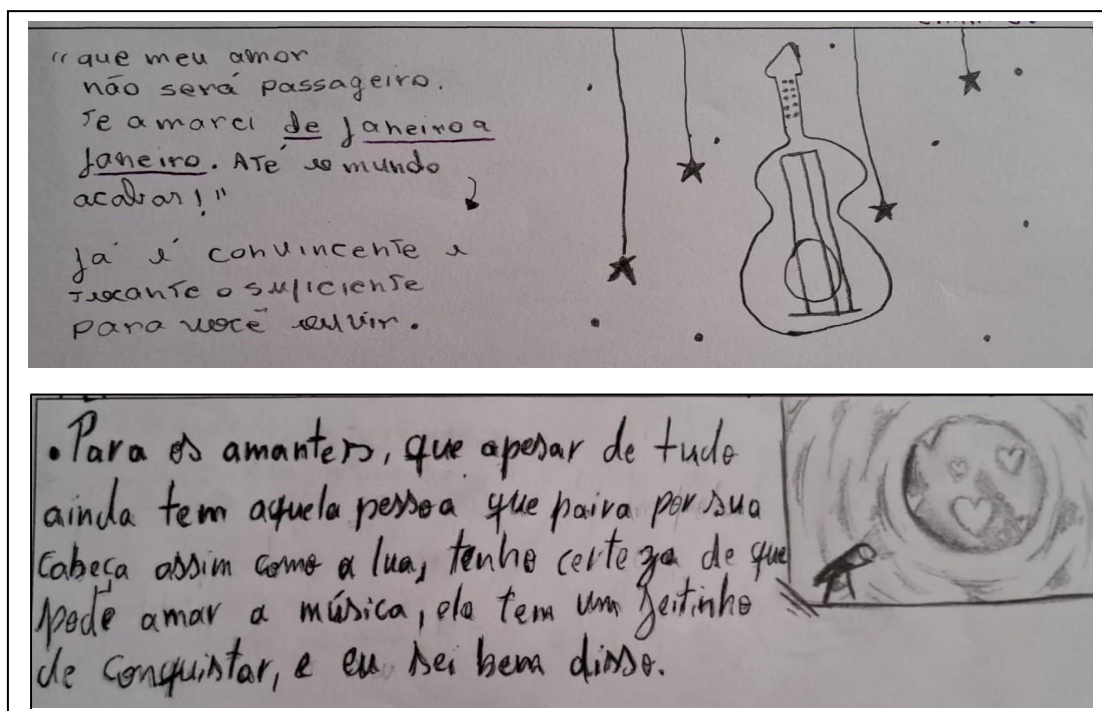 "que meu amor
não será passageiro.
Te amarei de janeiro a
janeiro. Até o mundo
acabar!"
já é convincente e
tocante o suficiente
para você ouvir.
• Para os amantes, que apesar de tudo
ainda tem aquela pessoa que paira por sua
cabeça assim como a lua, tenho certeza de que
pode amar a música, ela tem um jeitinho
de conquistar, e eu sei bem disso.